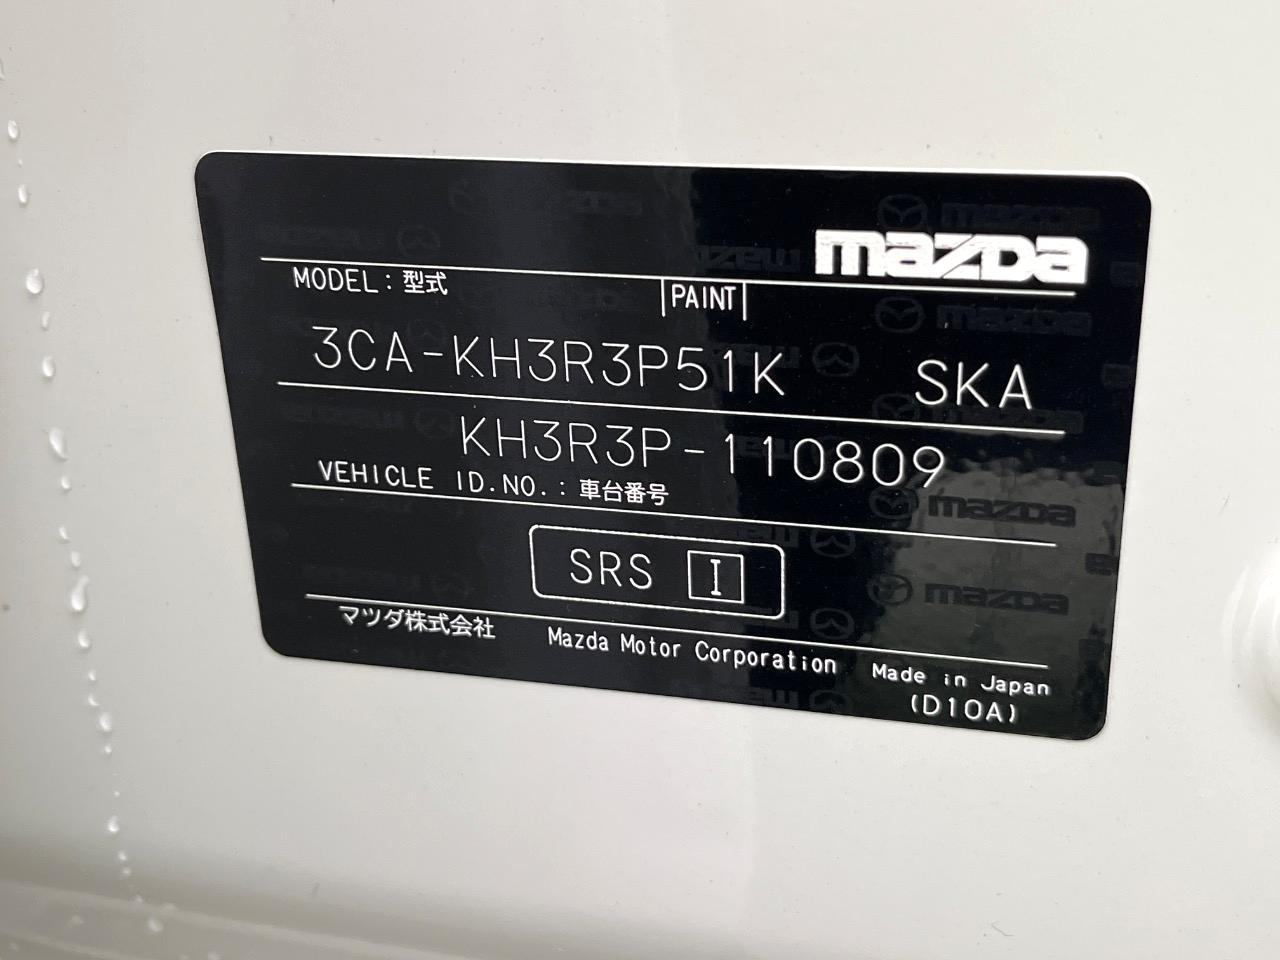 mazda
MODEL：型式
PAINT
3CA-KH3R3P51K SKA
KH3R3P-110809
VEHICLE ID.NO.：車台番号
SRS I
マツダ株式会社 Mazda Motor Corporation Made in Japan
(D10A)